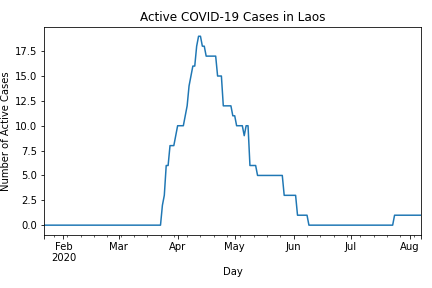 Active COVID-19 Cases in Laos
Number of Active Cases
17.5
15.0
12.5
10.0
7.5
5.0
2.5
0.0
Feb Mar Apr May Jun Jul Aug
2020
Day